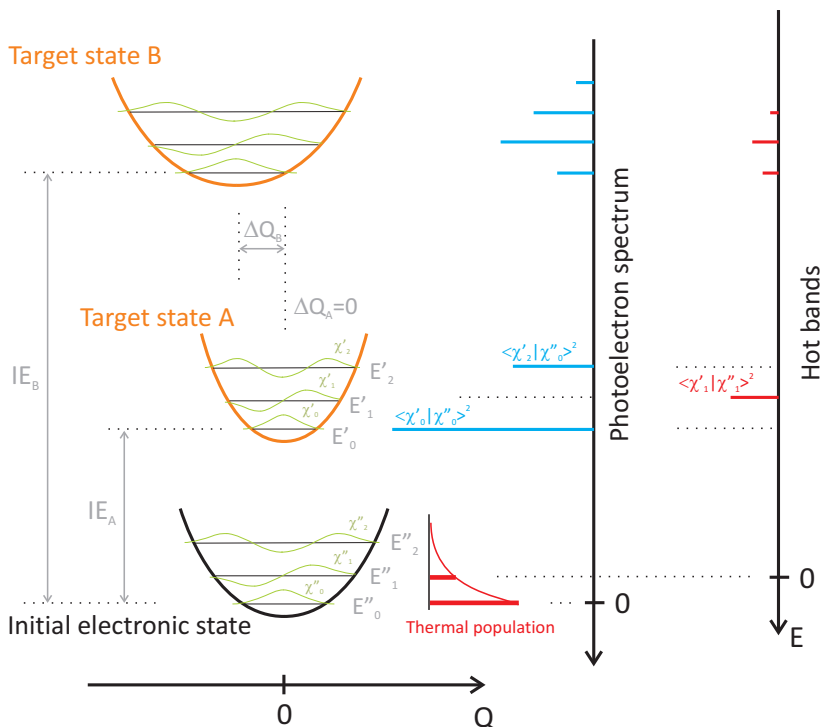 Target state B
ΔQ_B
ΔQ_A=0
Target state A
IE_B
χ'_2
E'_2
χ'_1
E'_1
χ'_0
E'_0
<χ'_2|χ''_0>²
<χ'_0|χ''_0>²
<χ'_1|χ''_1>²
Photoelectron spectrum
Hot bands
IE_A
χ''_2
E''_2
χ''_1
E''_1
χ''_0
E''_0
0
0
Initial electronic state
Thermal population
E
0
Q